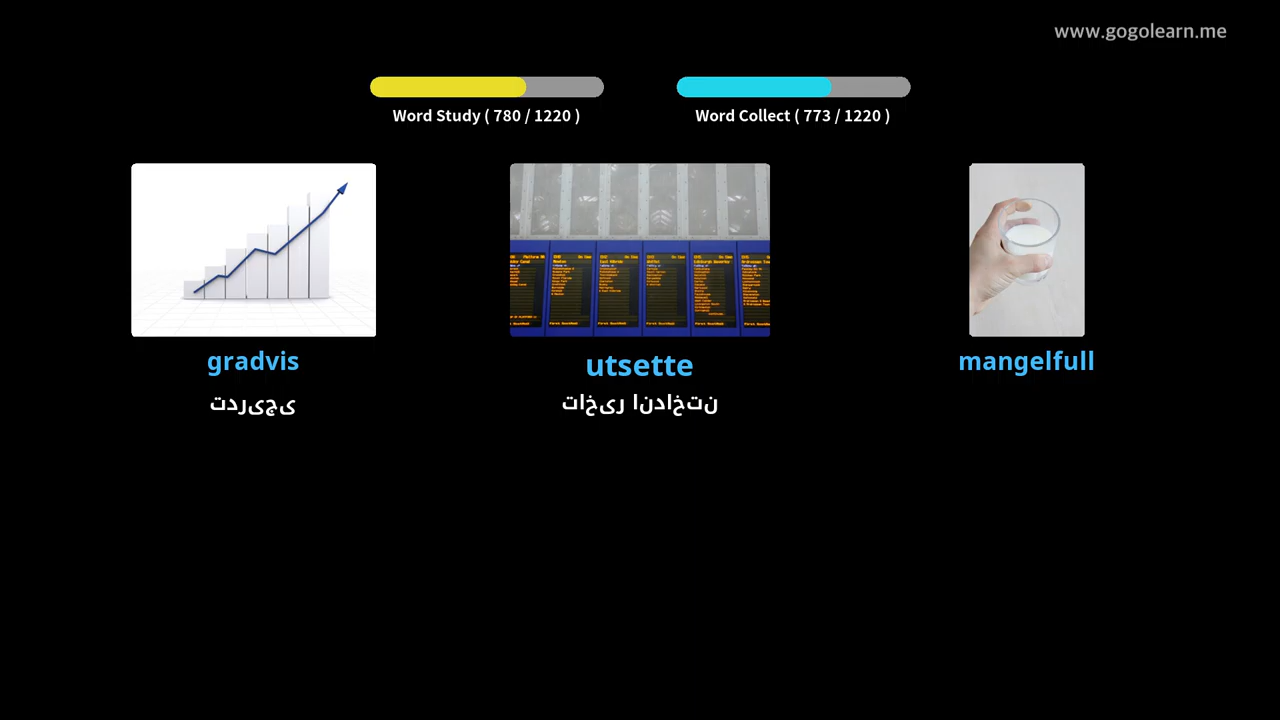 www.gogolearn.me
Word Study ( 780 / 1220 )
Word Collect ( 773 / 1220 )
gradvis
utsette
mangelfull
تدریجی
تاخیر انداختن